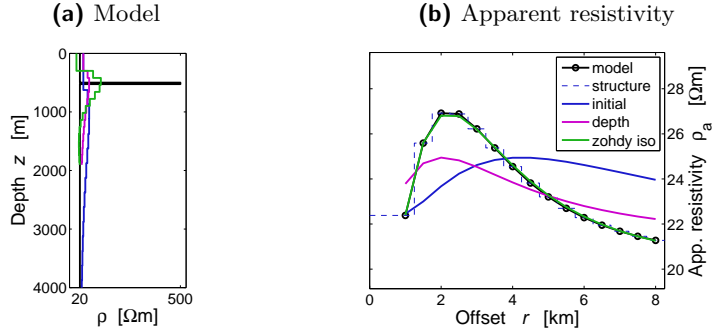 (a) Model
0
1000
2000
3000
4000
20
500
Depth z [m]
ρ [Ωm]
(b) Apparent resistivity
model
structure
initial
depth
zohdy iso
28
26
24
22
20
App. resistivity ρa [Ωm]
0
2
4
6
8
Offset r [km]